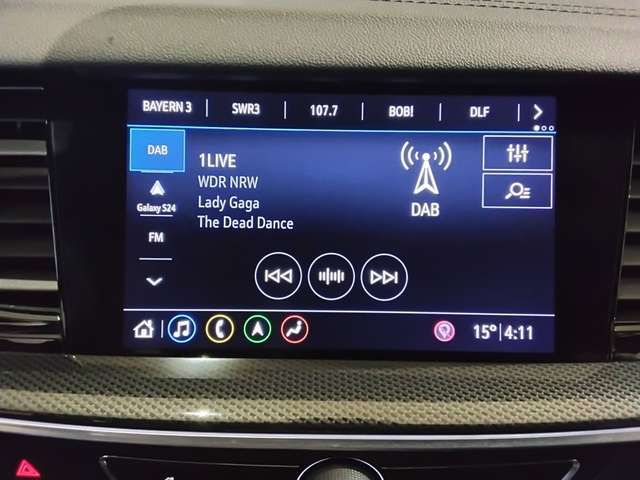 BAYERN 3 SWR3 107.7 BOB! DLF
DAB
1LIVE
WDR NRW
Lady Gaga
The Dead Dance
DAB
Galaxy S24
FM
15° 4:11